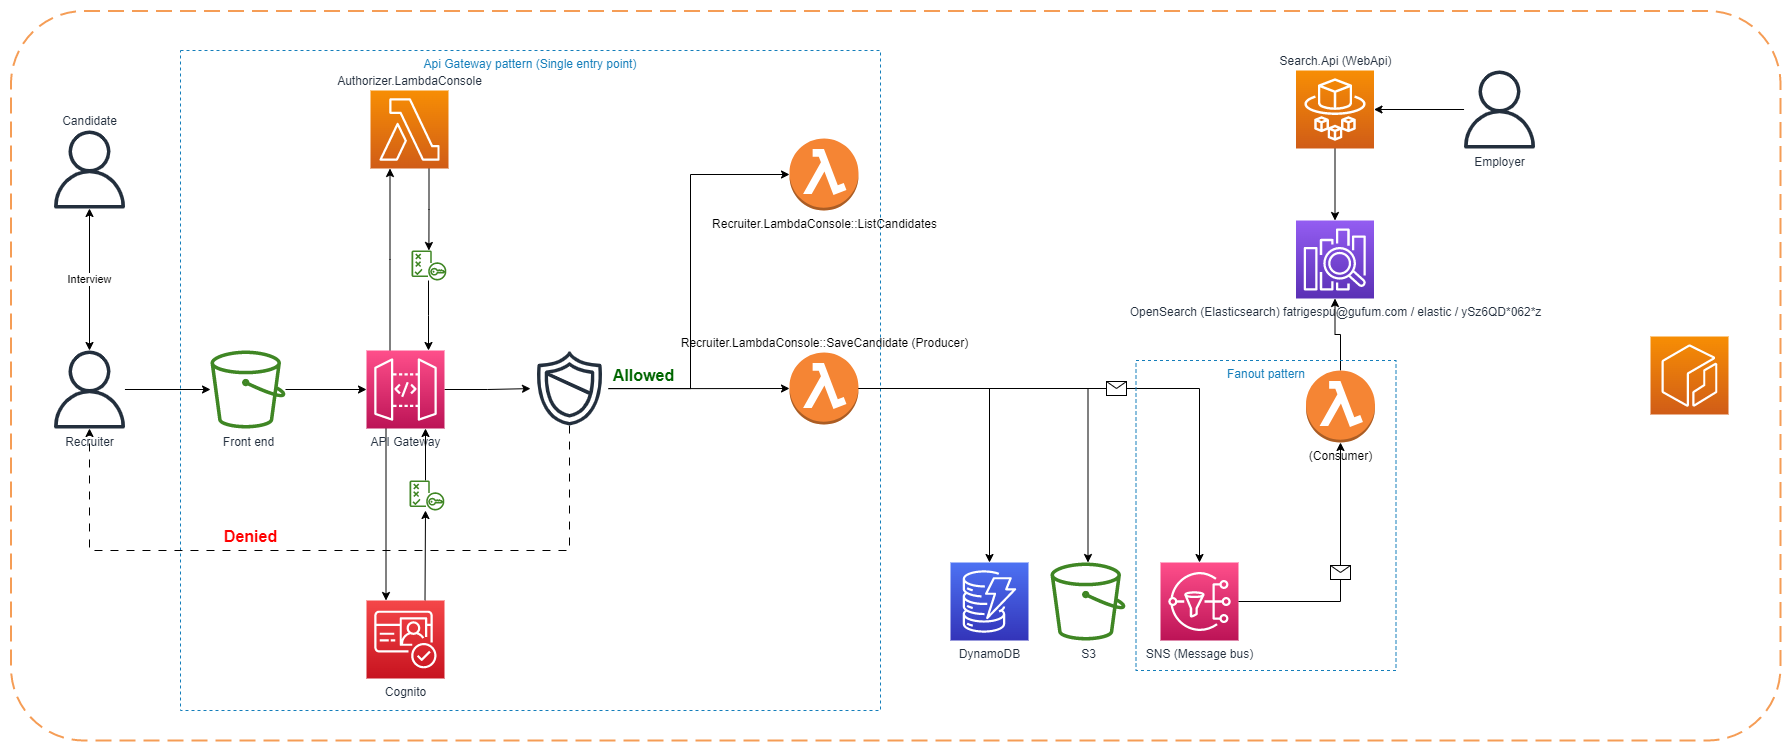 Api Gateway pattern (Single entry point)
Authorizer.LambdaConsole
Search.Api (WebApi)
Candidate
Employer
Recruiter.LambdaConsole::ListCandidates
Interview
OpenSearch (Elasticsearch) fatrigespu@gufum.com / elastic / ySz6QD*062*z
Recruiter.LambdaConsole::SaveCandidate (Producer)
Allowed
Fanout pattern
Recruiter
Front end
API Gateway
(Consumer)
Denied
DynamoDB
S3
SNS (Message bus)
Cognito